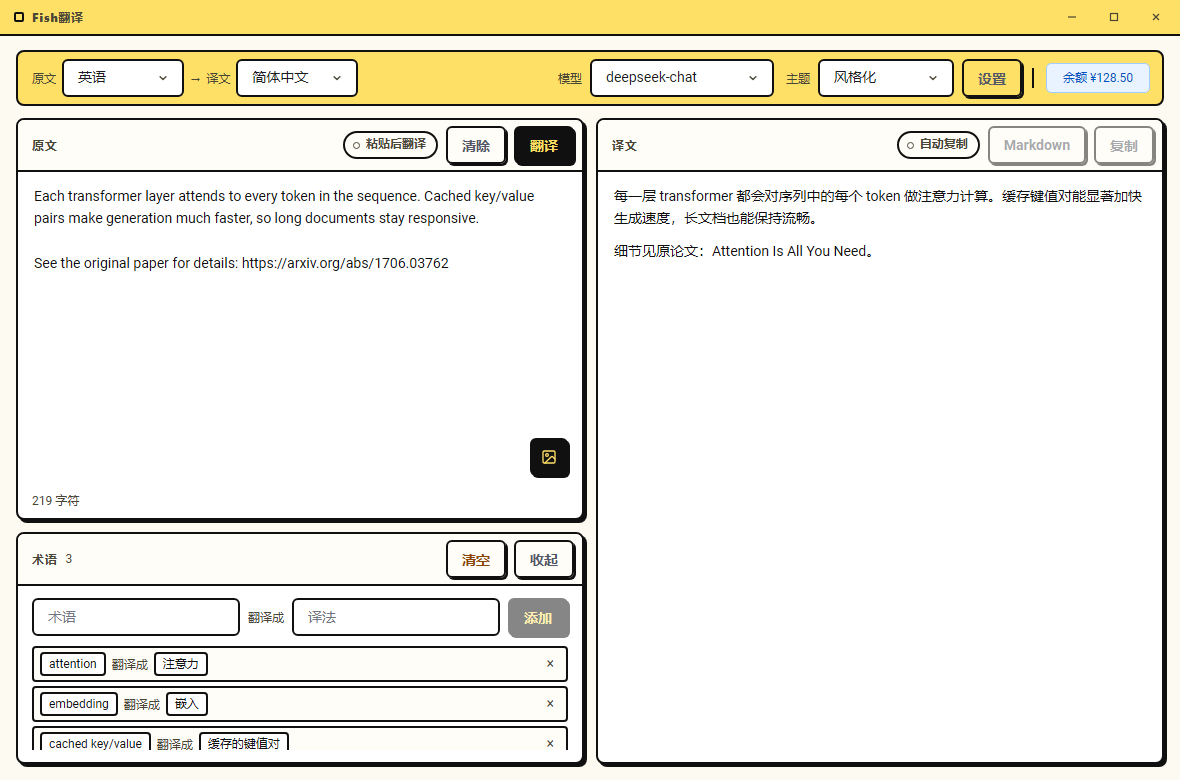 Fish翻译
原文 英语 → 译文 简体中文 模型 deepseek-chat 主题 风格化 设置 余额 ¥128.50
原文 粘贴后翻译 清除 翻译
Each transformer layer attends to every token in the sequence. Cached key/value
pairs make generation much faster, so long documents stay responsive.
See the original paper for details: https://arxiv.org/abs/1706.03762
219 字符
术语 3 清空 收起
术语 翻译成 译法 添加
attention 翻译成 注意力 ×
embedding 翻译成 嵌入 ×
cached key/value 翻译成 缓存的键值对 ×
译文 自动复制 Markdown 复制
每一层 transformer 都会对序列中的每个 token 做注意力计算。缓存键值对能显著加快
生成速度，长文档也能保持流畅。
细节见原论文：Attention Is All You Need。